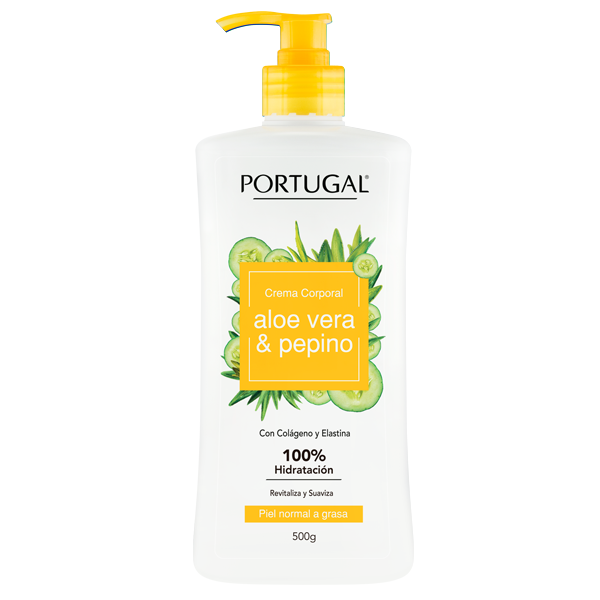 PORTUGAL®
Crema Corporal
aloe vera
& pepino
Con Colágeno y Elastina
100%
Hidratación
Revitaliza y Suaviza
Piel normal a grasa
500g